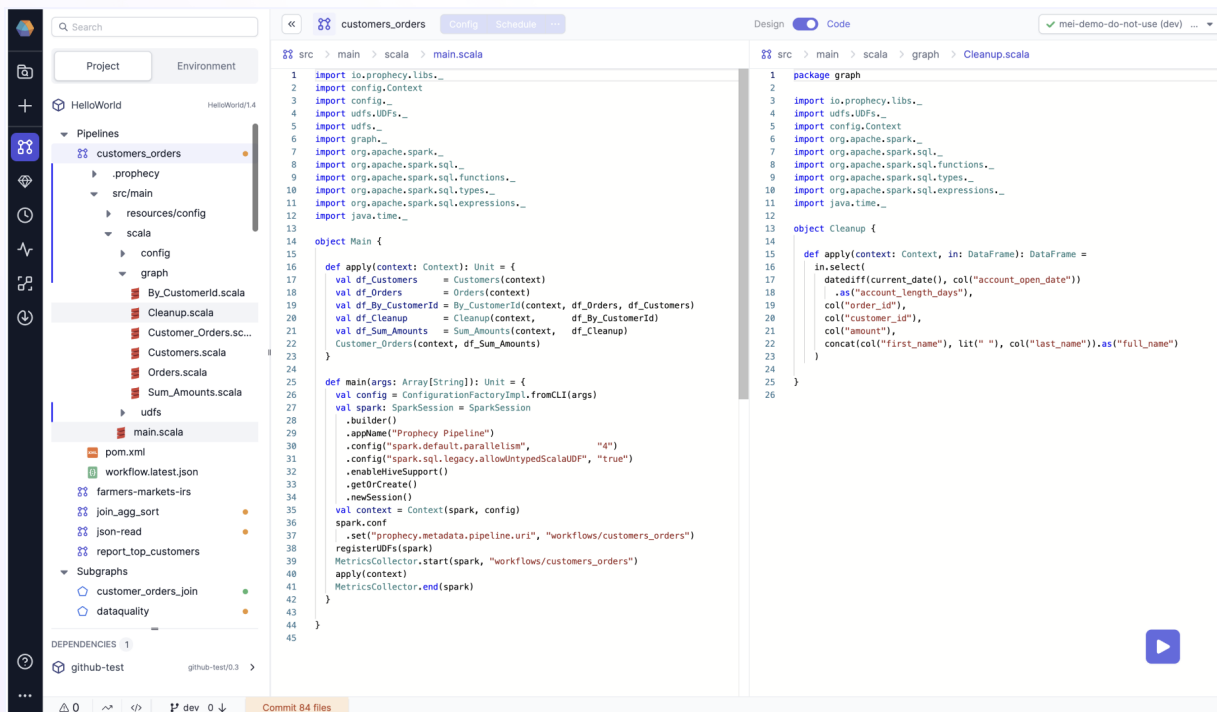 Search
Project
Environment
HelloWorld
HelloWorld/1.4
Pipelines
customers_orders
.prophecy
src/main
resources/config
scala
config
graph
By_CustomerId.scala
Cleanup.scala
Customer_Orders.sc...
Customers.scala
Orders.scala
Sum_Amounts.scala
udfs
main.scala
pom.xml
workflow.latest.json
farmers-markets-irs
join_agg_sort
json-read
report_top_customers
Subgraphs
customer_orders_join
dataquality
DEPENDENCIES 1
github-test
github-test/0.3
customers_orders
Config
Schedule
...
Design
Code
mei-demo-do-not-use (dev) ...
src > main > scala > main.scala
1 import io.prophecy.libs._
2 import config.Context
3 import config._
4 import udfs.UDFs._
5 import udfs._
6 import graph._
7 import org.apache.spark._
8 import org.apache.spark.sql._
9 import org.apache.spark.sql.functions._
10 import org.apache.spark.sql.types._
11 import org.apache.spark.sql.expressions._
12 import java.time._
13
14 object Main {
15
16 def apply(context: Context): Unit = {
17 val df_Customers = Customers(context)
18 val df_Orders = Orders(context)
19 val df_By_CustomerId = By_CustomerId(context, df_Orders, df_Customers)
20 val df_Cleanup = Cleanup(context, df_By_CustomerId)
21 val df_Sum_Amounts = Sum_Amounts(context, df_Cleanup)
22 Customer_Orders(context, df_Sum_Amounts)
23 }
24
25 def main(args: Array[String]): Unit = {
26 val config = ConfigurationFactoryImpl.fromCLI(args)
27 val spark: SparkSession = SparkSession
28 .builder()
29 .appName("Prophecy Pipeline")
30 .config("spark.default.parallelism", "4")
31 .config("spark.sql.legacy.allowUntypedScalaUDF", "true")
32 .enableHiveSupport()
33 .getOrCreate()
34 .newSession()
35 val context = Context(spark, config)
36 spark.conf
37 .set("prophecy.metadata.pipeline.uri", "workflows/customers_orders")
38 registerUDFs(spark)
39 MetricsCollector.start(spark, "workflows/customers_orders")
40 apply(context)
41 MetricsCollector.end(spark)
42 }
43
44 }
45
src > main > scala > graph > Cleanup.scala
1 package graph
2
3 import io.prophecy.libs._
4 import udfs.UDFs._
5 import config.Context
6 import org.apache.spark._
7 import org.apache.spark.sql._
8 import org.apache.spark.sql.functions._
9 import org.apache.spark.sql.types._
10 import org.apache.spark.sql.expressions._
11 import java.time._
12
13 object Cleanup {
14
15 def apply(context: Context, in: DataFrame): DataFrame =
16 in.select(
17 datediff(current_date(), col("account_open_date"))
18 .as("account_length_days"),
19 col("order_id"),
20 col("customer_id"),
21 col("amount"),
22 concat(col("first_name"), lit(" "), col("last_name")).as("full_name")
23 )
24
25 }
26
0
dev 0
Commit 84 files